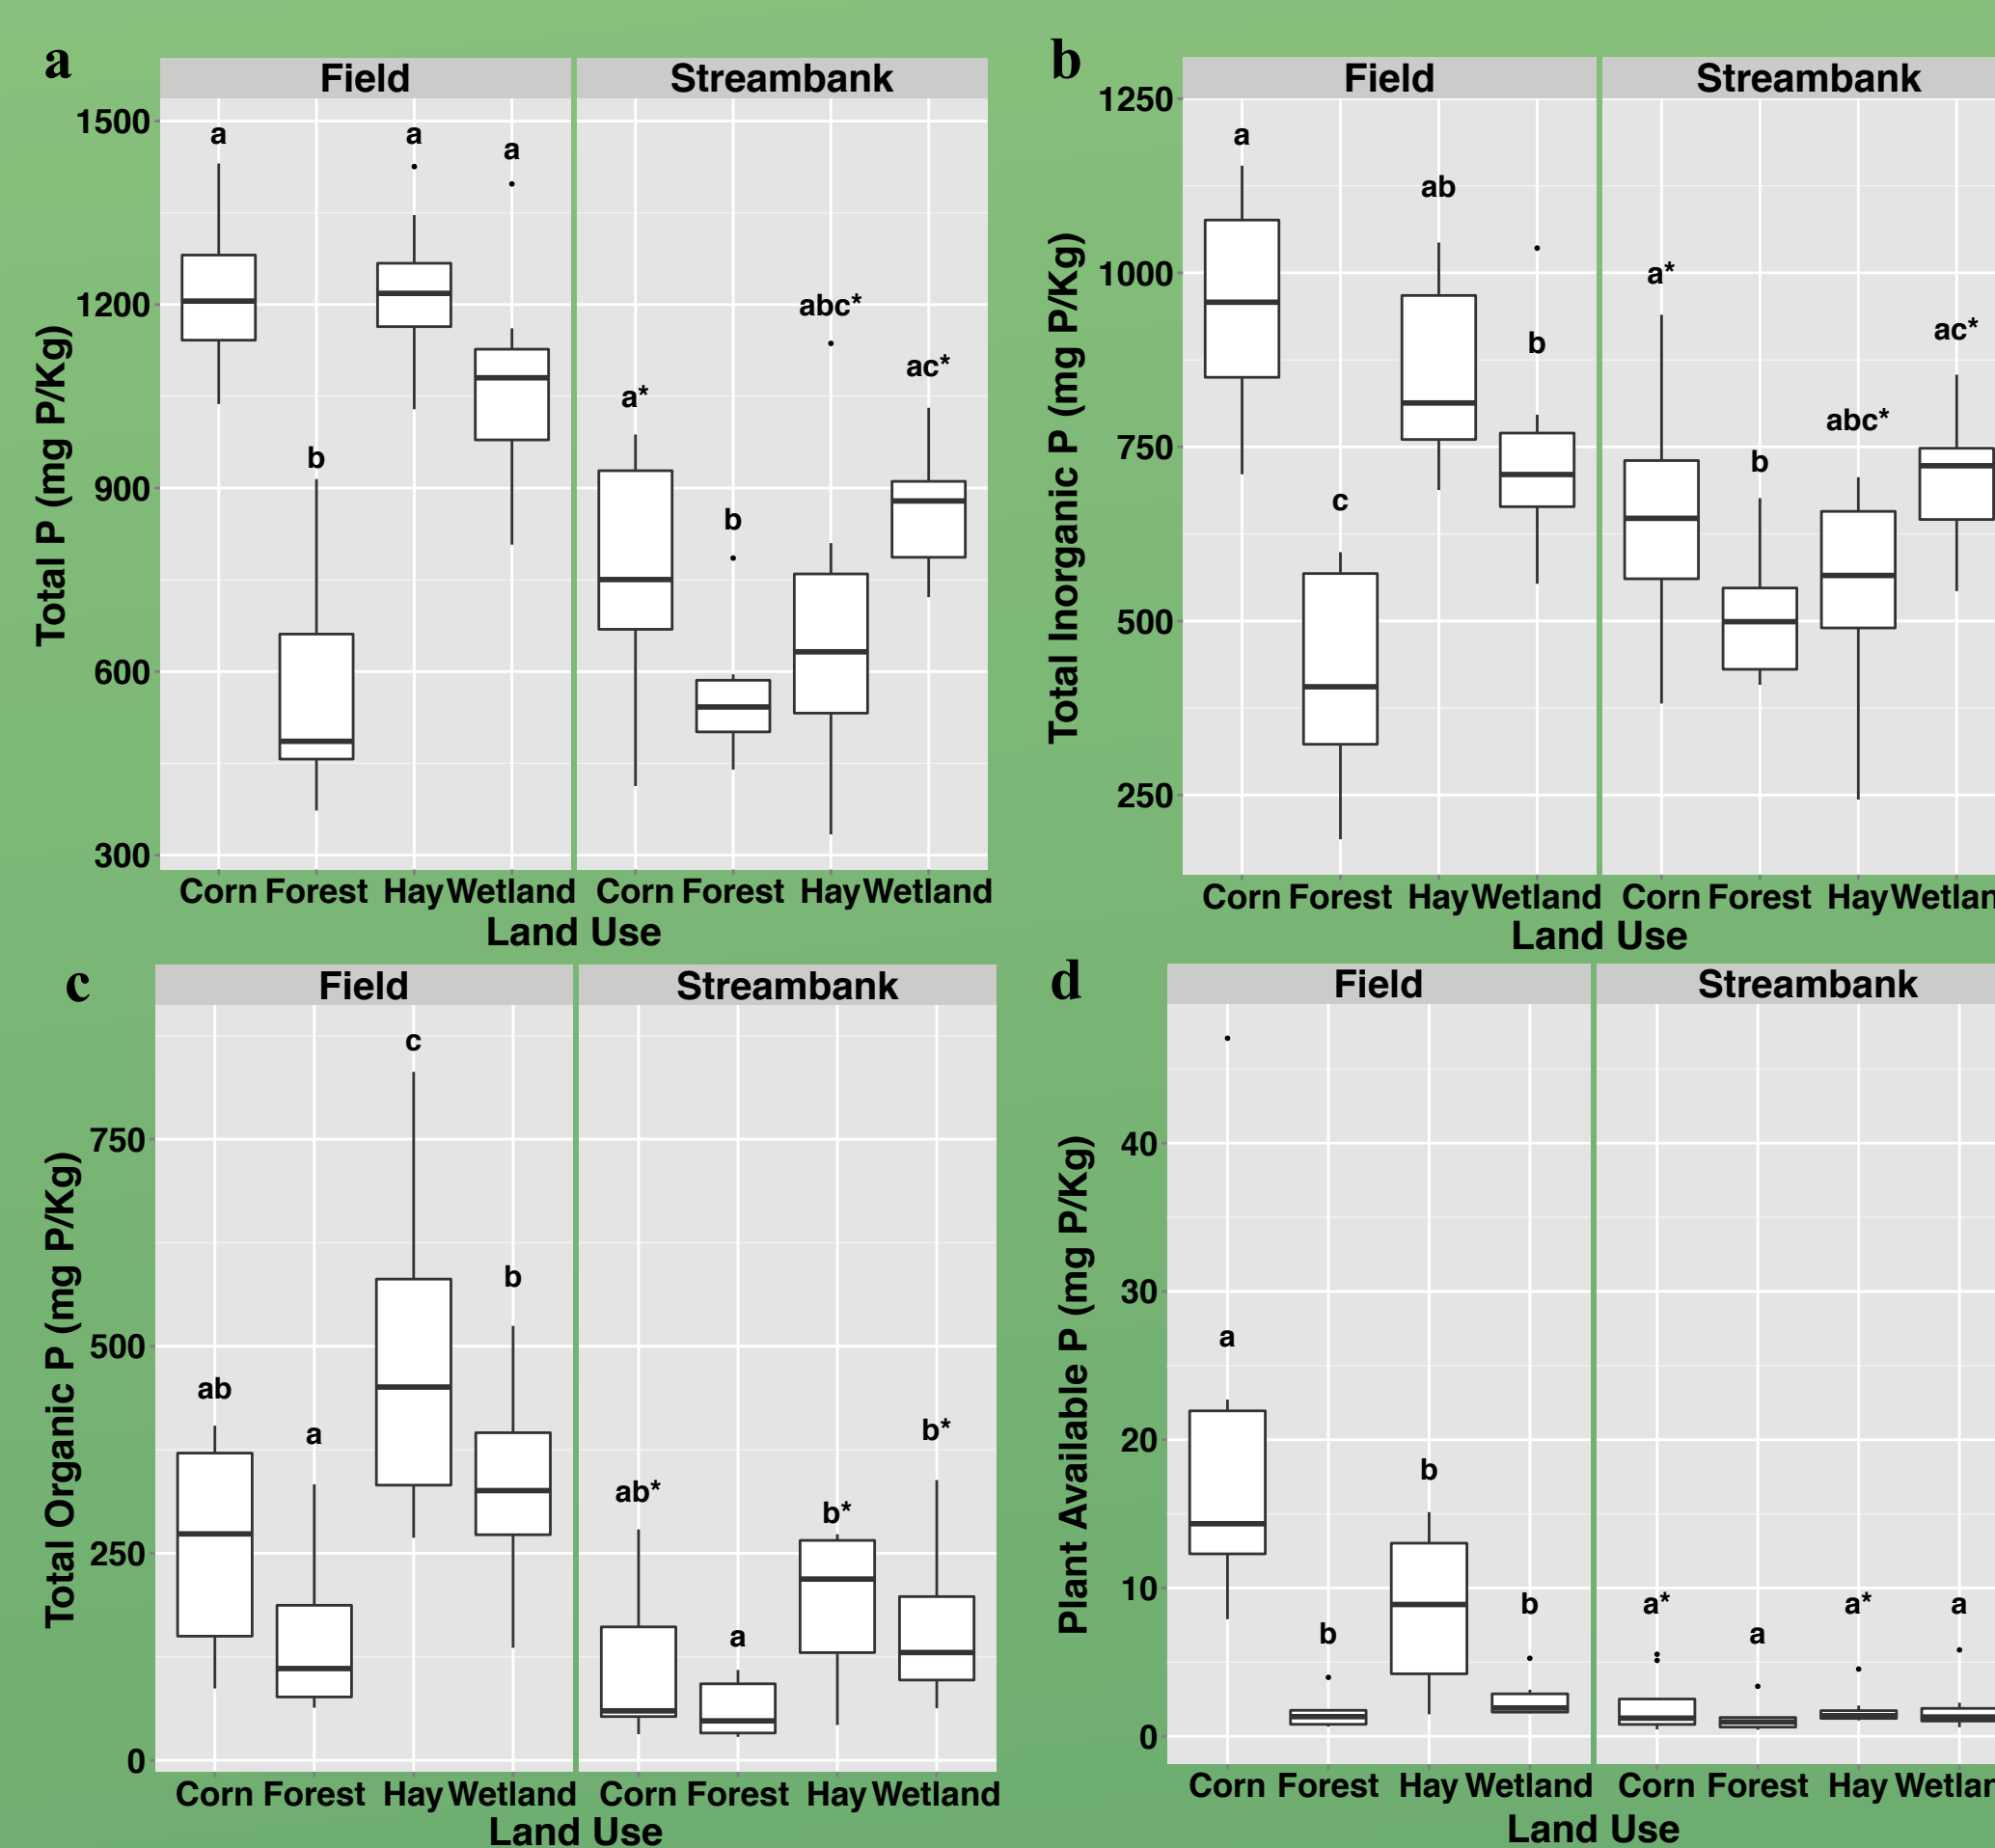 a
Field Streambank
Total P (mg P/Kg)
1500
1200
900
600
300
a b a a a* b abc* ac*
Corn Forest Hay Wetland Corn Forest Hay Wetland
Land Use
b
Field Streambank
Total Inorganic P (mg P/Kg)
1250
1000
750
500
250
a c ab b a* b abc* ac*
Corn Forest Hay Wetland Corn Forest Hay Wetlan
Land Use
c
Field Streambank
Total Organic P (mg P/Kg)
750
500
250
0
ab a c b ab* a b* b*
Corn Forest Hay Wetland Corn Forest Hay Wetland
Land Use
d
Field Streambank
Plant Available P (mg P/Kg)
40
30
20
10
0
a b b b a* a a* a
Corn Forest Hay Wetland Corn Forest Hay Wetlan
Land Use